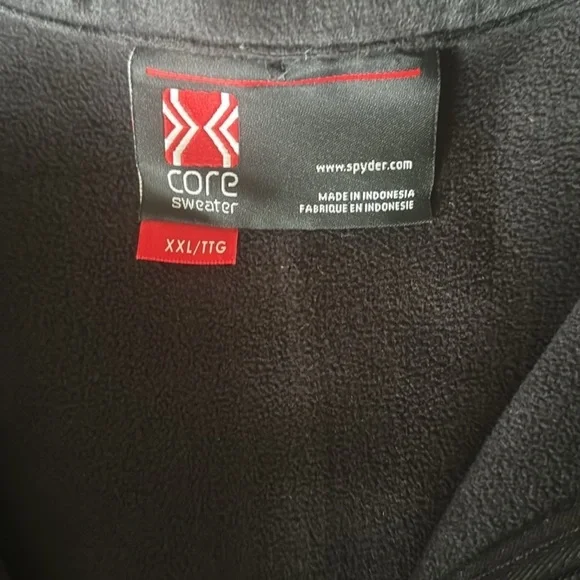 www.spyder.com
core
sweater
MADE IN INDONESIA
FABRIQUE EN INDONESIE
XXL/TTG